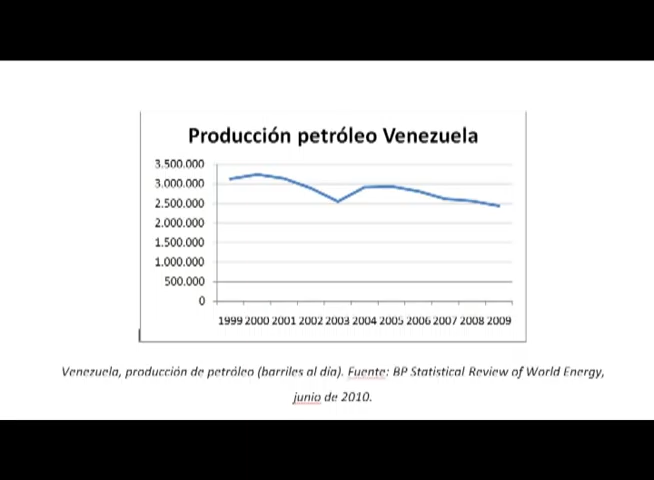 Producción petróleo Venezuela
3.500.000
3.000.000
2.500.000
2.000.000
1.500.000
1.000.000
500.000
0
1999 2000 2001 2002 2003 2004 2005 2006 2007 2008 2009
Venezuela, producción de petróleo (barriles al día). Fuente: BP Statistical Review of World Energy,
junio de 2010.